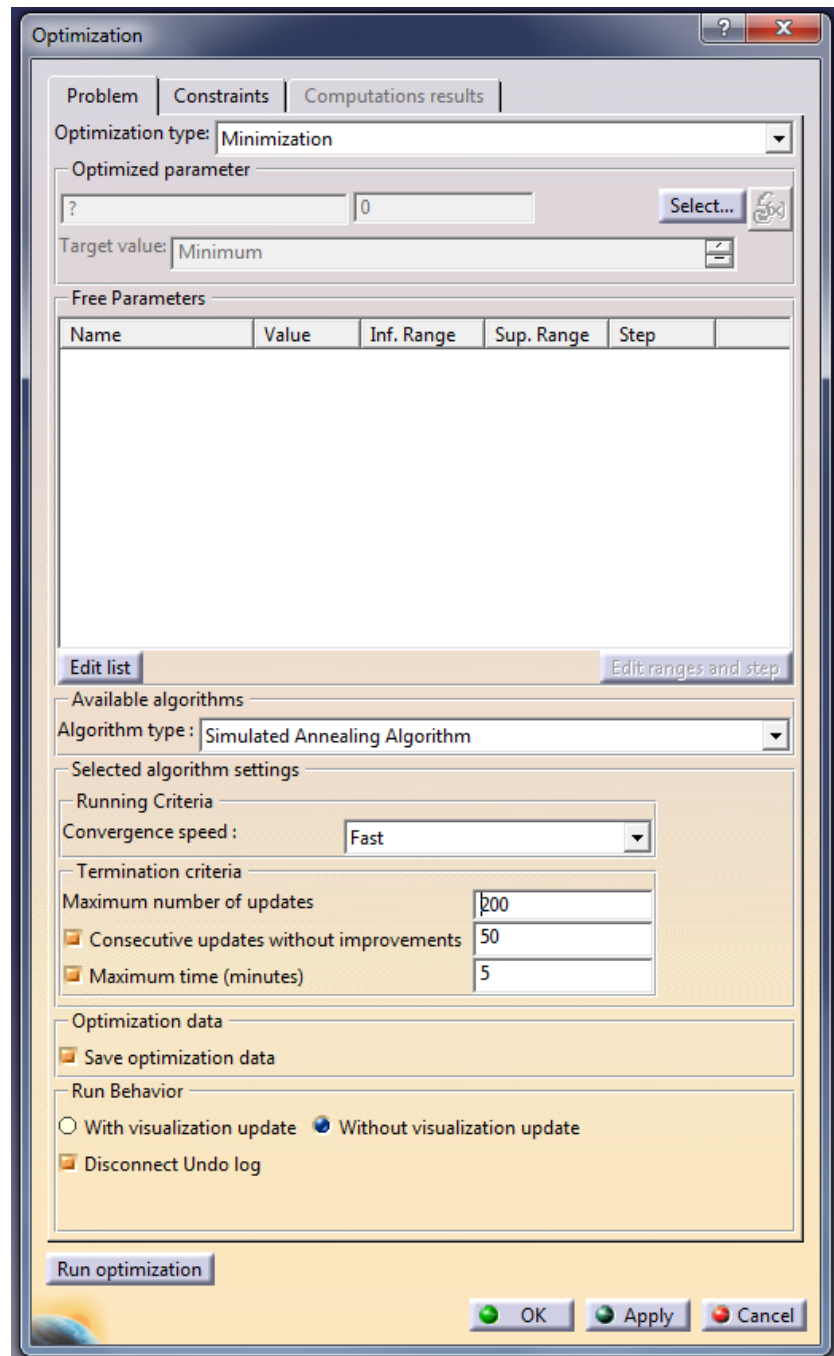 Optimization
Problem Constraints Computations results
Optimization type: Minimization
Optimized parameter
? 0 Select... f(x)
Target value: Minimum
Free Parameters
Name Value Inf. Range Sup. Range Step
Edit list Edit ranges and step
Available algorithms
Algorithm type : Simulated Annealing Algorithm
Selected algorithm settings
Running Criteria
Convergence speed : Fast
Termination criteria
Maximum number of updates 200
Consecutive updates without improvements 50
Maximum time (minutes) 5
Optimization data
Save optimization data
Run Behavior
With visualization update Without visualization update
Disconnect Undo log
Run optimization
OK Apply Cancel